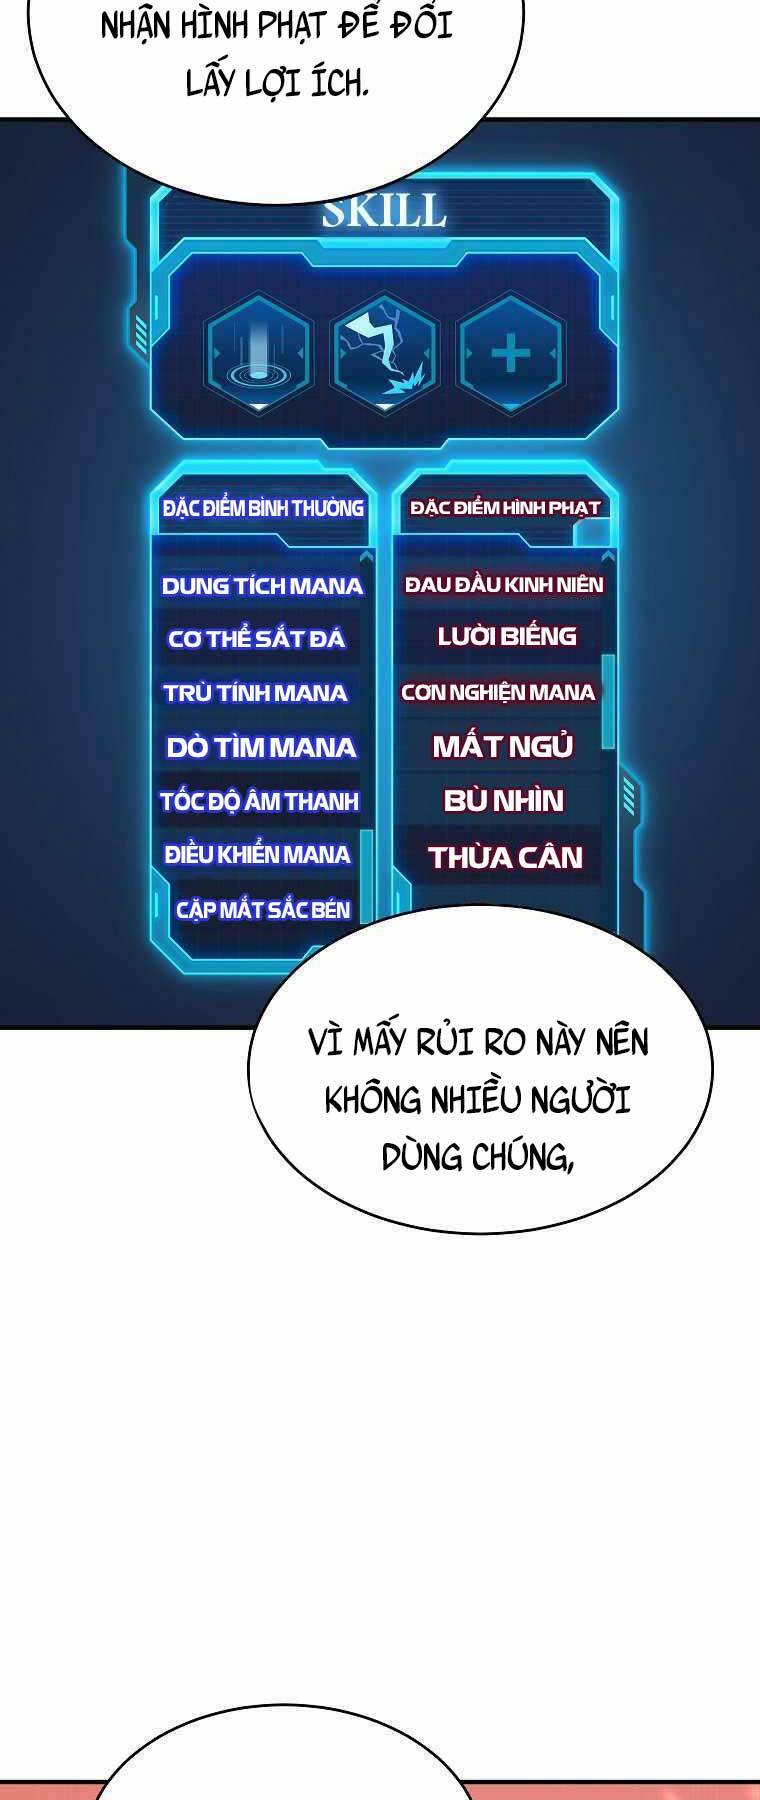 NHẬN HÌNH PHẠT ĐỂ ĐỔI
LẤY LỢI ÍCH.
SKILL
ĐẶC ĐIỂM BÌNH THƯỜNG
DUNG TÍCH MANA
CƠ THỂ SẮT ĐÁ
TRÙ TÍNH MANA
DÒ TÌM MANA
TỐC ĐỘ ÂM THANH
ĐIỀU KHIỂN MANA
CẶP MẮT SẮC BÉN
ĐẶC ĐIỂM HÌNH PHẠT
ĐAU ĐẦU KINH NIÊN
LƯỜI BIẾNG
CƠN NGHIỆN MANA
MẤT NGỦ
BÙ NHÌN
THỪA CÂN
VÌ MẤY RỦI RO NÀY NÊN
KHÔNG NHIỀU NGƯỜI
DÙNG CHÚNG,